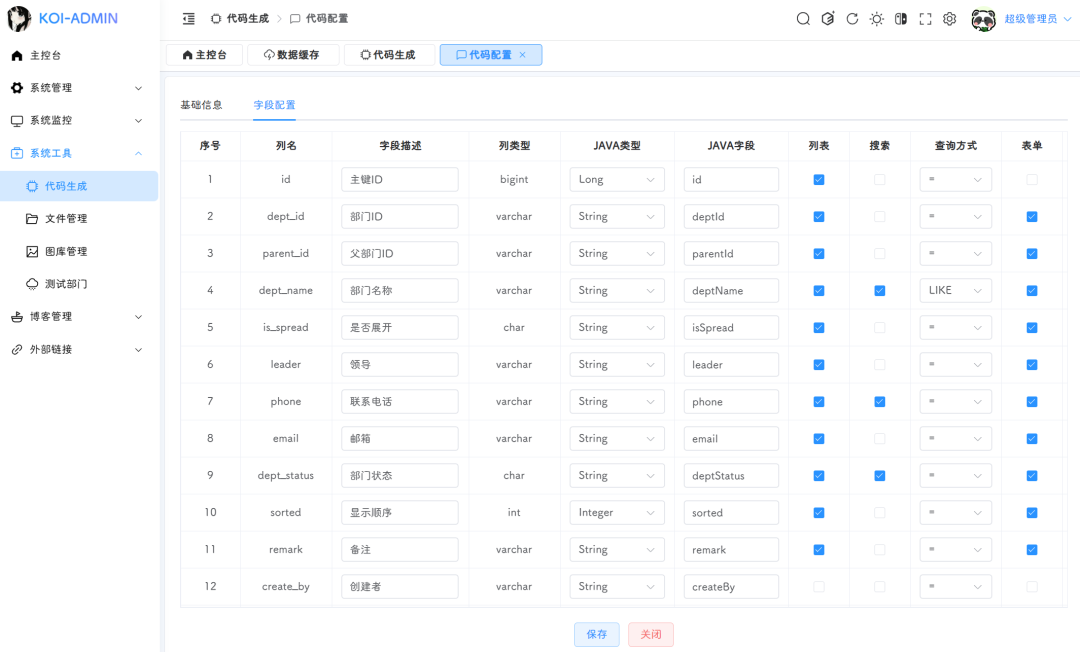 KOI-ADMIN
代码生成 > 代码配置
超级管理员
主控台
系统管理
系统监控
系统工具
代码生成
文件管理
图库管理
测试部门
博客管理
外部链接
主控台 数据缓存 代码生成 代码配置 ×
基础信息 字段配置
序号 列名 字段描述 列类型 JAVA类型 JAVA字段 列表 搜索 查询方式 表单
1 id 主键ID bigint Long id =
2 dept_id 部门ID varchar String deptId =
3 parent_id 父部门ID varchar String parentId =
4 dept_name 部门名称 varchar String deptName LIKE
5 is_spread 是否展开 char String isSpread =
6 leader 领导 varchar String leader =
7 phone 联系电话 varchar String phone =
8 email 邮箱 varchar String email =
9 dept_status 部门状态 char String deptStatus =
10 sorted 显示顺序 int Integer sorted =
11 remark 备注 varchar String remark =
12 create_by 创建者 varchar String createBy =
保存 关闭